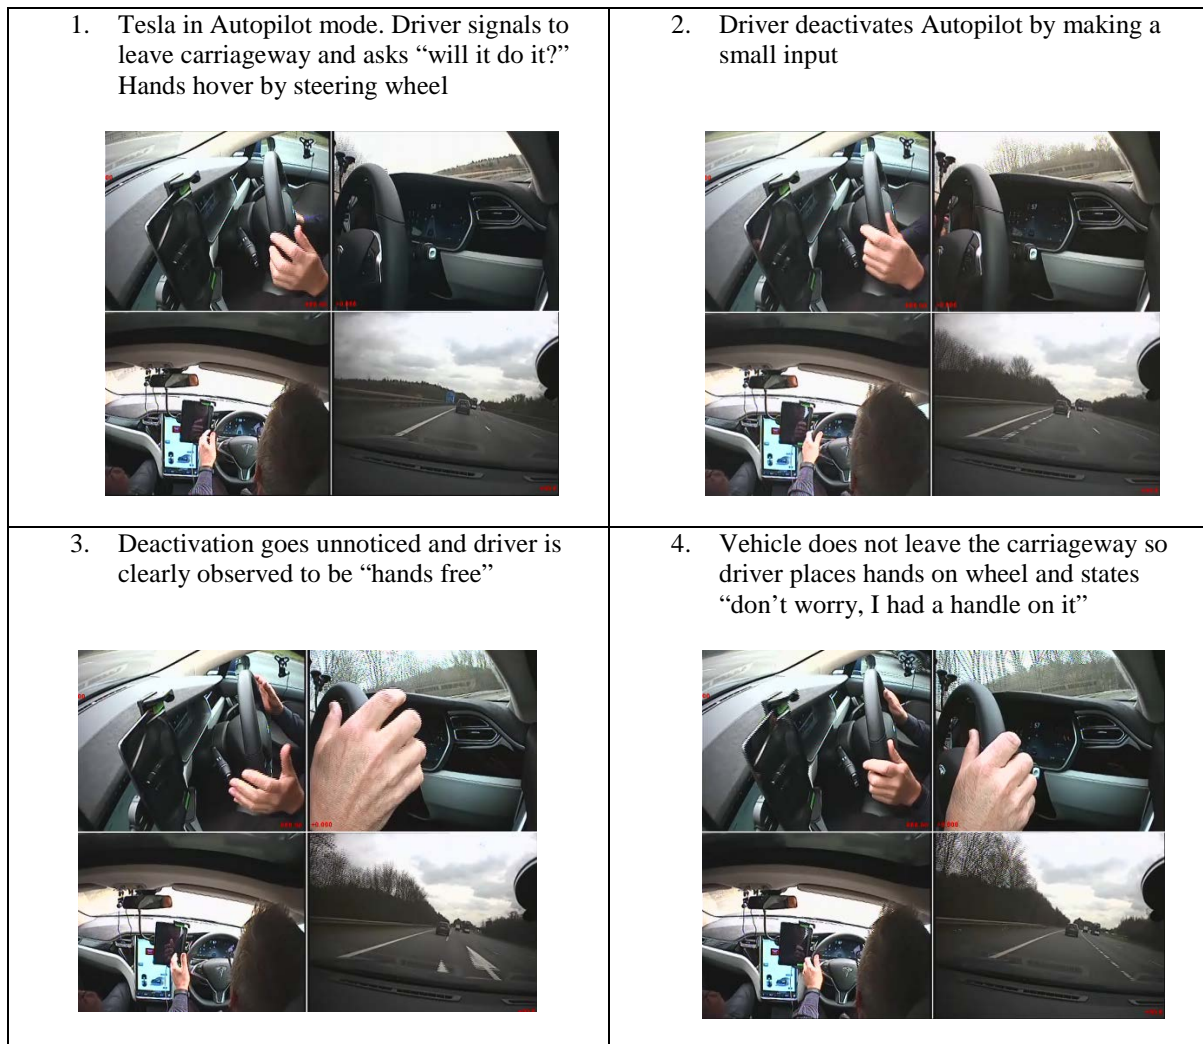 1. Tesla in Autopilot mode. Driver signals to
leave carriageway and asks “will it do it?”
Hands hover by steering wheel
2. Driver deactivates Autopilot by making a
small input
3. Deactivation goes unnoticed and driver is
clearly observed to be “hands free”
4. Vehicle does not leave the carriageway so
driver places hands on wheel and states
“don’t worry, I had a handle on it”